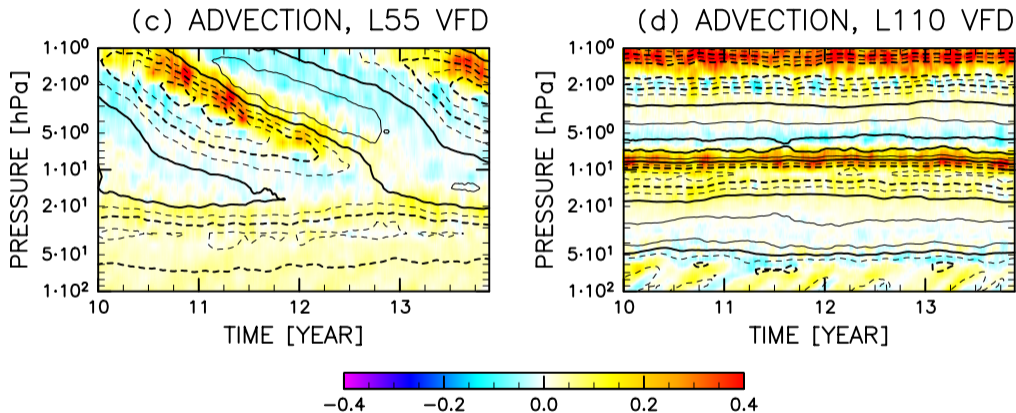 (c) ADVECTION, L55 VFD
(d) ADVECTION, L110 VFD
PRESSURE [hPa]
1·10⁰
2·10⁰
5·10⁰
1·10¹
2·10¹
5·10¹
1·10²
10 11 12 13
TIME [YEAR]
PRESSURE [hPa]
1·10⁰
2·10⁰
5·10⁰
1·10¹
2·10¹
5·10¹
1·10²
10 11 12 13
TIME [YEAR]
−0.4 −0.2 0.0 0.2 0.4